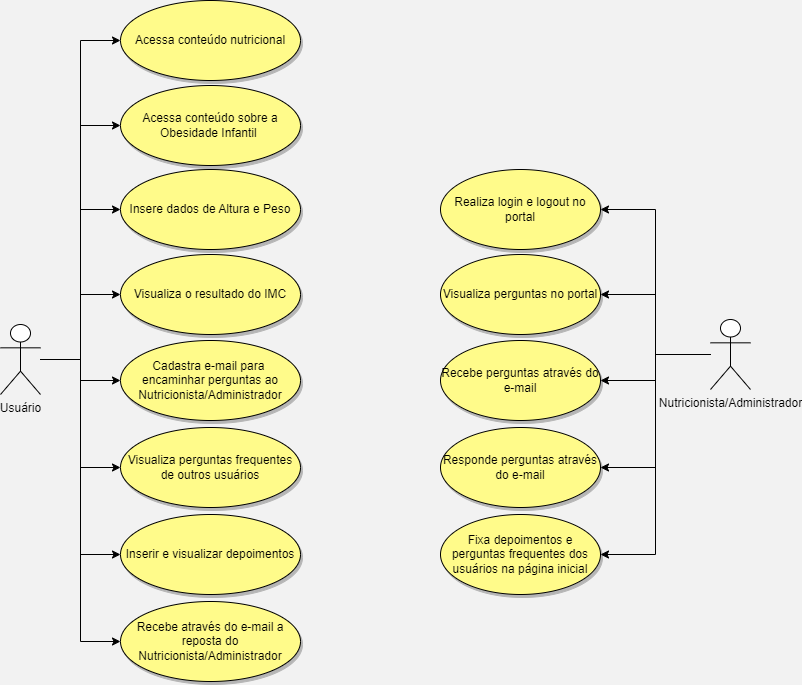 Acessa conteúdo nutricional
Acessa conteúdo sobre a
Obesidade Infantil
Insere dados de Altura e Peso
Visualiza o resultado do IMC
Cadastra e-mail para
encaminhar perguntas ao
Nutricionista/Administrador
Visualiza perguntas frequentes
de outros usuários
Inserir e visualizar depoimentos
Recebe através do e-mail a
reposta do
Nutricionista/Administrador
Usuário
Realiza login e logout no
portal
Visualiza perguntas no portal
Recebe perguntas através do
e-mail
Responde perguntas através
do e-mail
Fixa depoimentos e
perguntas frequentes dos
usuários na página inicial
Nutricionista/Administrador